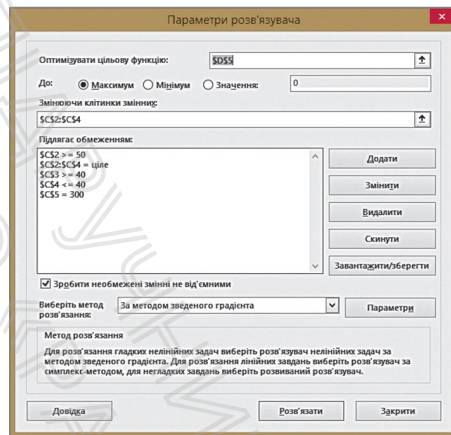 Параметри розв'язувача
Оптимізувати цільову функцію:
$D$5
До:
Максимум
Мінімум
Значення:
0
Змінюючи клітинки змінних:
$C$2:$C$4
Підлягає обмеженням:
$C$2 >= 50
$C$2:$C$4 = ціле
$C$3 >= 40
$C$4 <= 40
$C$5 = 300
Додати
Змінити
Видалити
Скинути
Завантажити/зберегти
Зробити необмежені змінні не від'ємними
Виберіть метод
розв'язання:
За методом зведеного градієнта
Параметри
Метод розв'язання
Для розв'язання гладких нелінійних задач виберіть розв'язувач нелінійних задач за
методом зведеного градієнта. Для розв'язання лінійних завдань виберіть розв'язувач за
симплекс-методом, для негладких завдань виберіть розвиваний розв'язувач.
Довідка
Розв'язати
Закрити